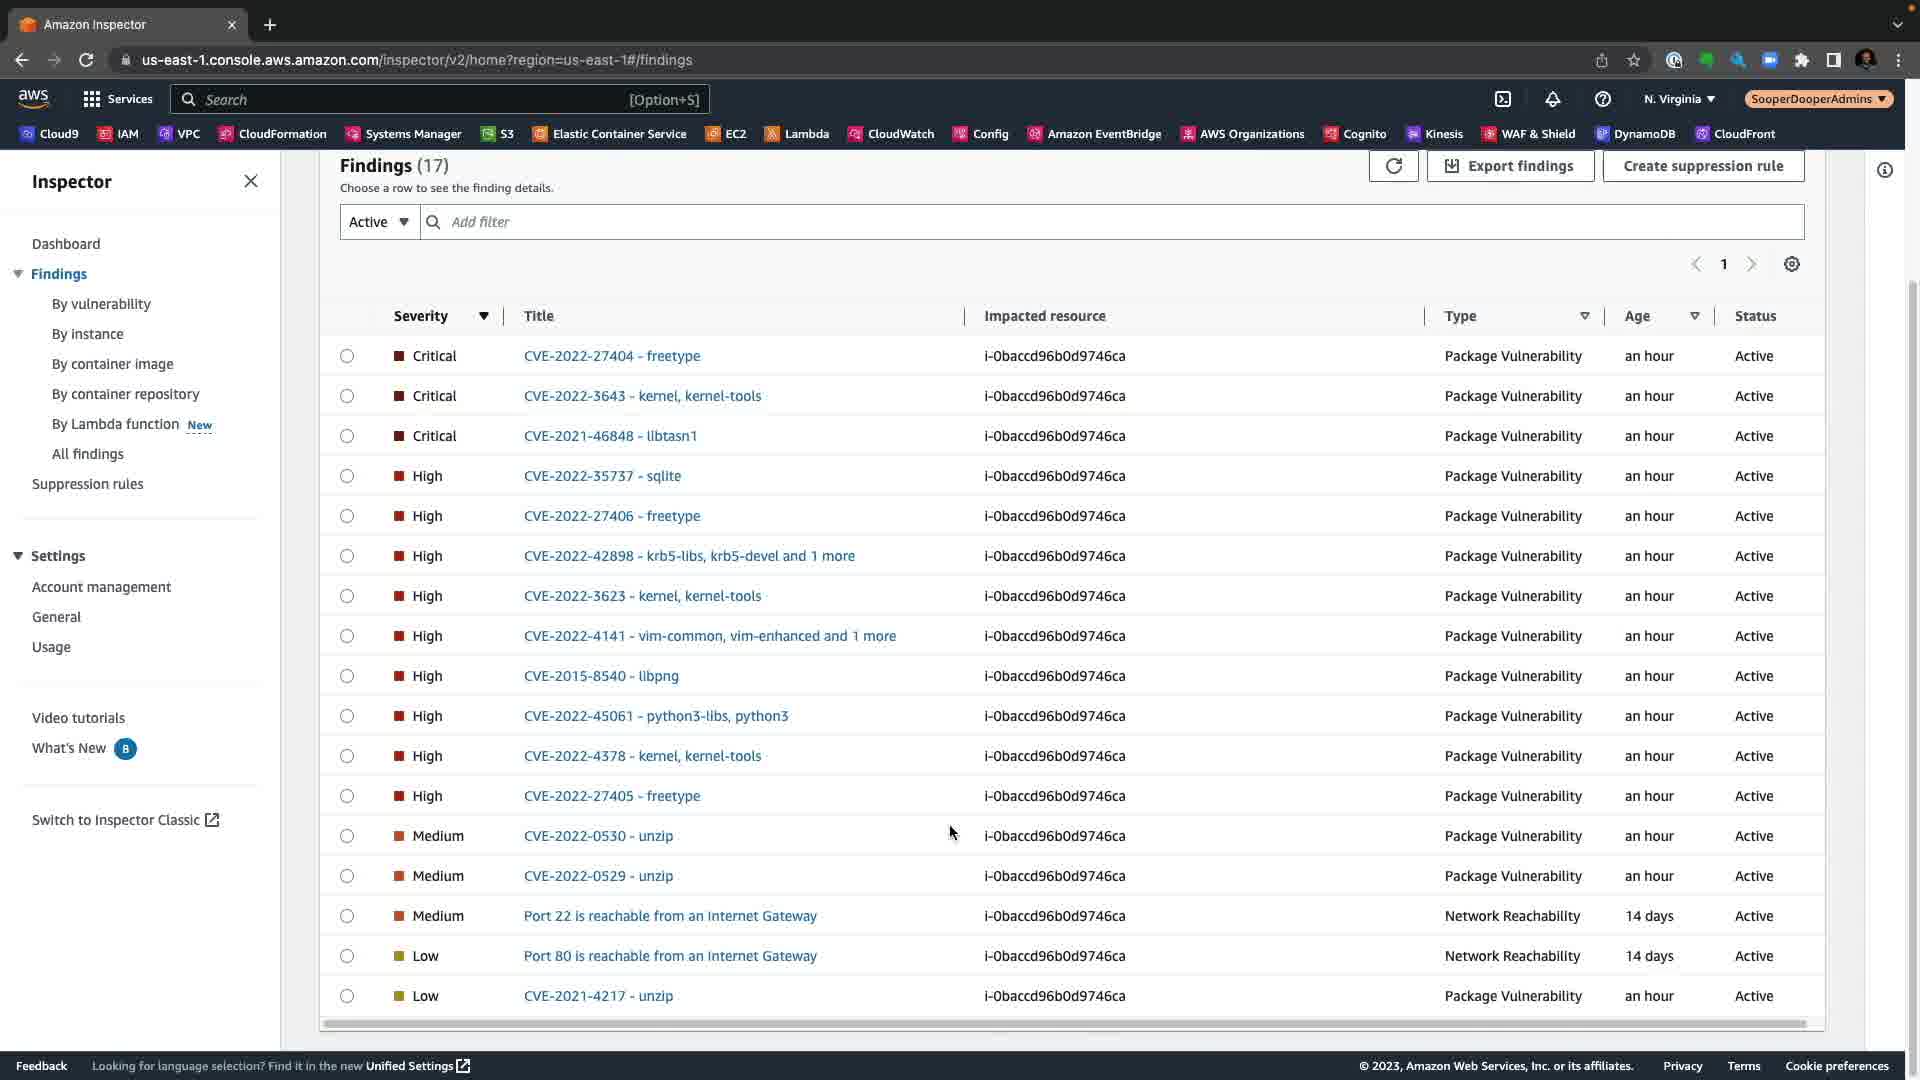 Amazon Inspector
us-east-1.console.aws.amazon.com/inspector/v2/home?region=us-east-1#/findings
aws
Services
Search
[Option+S]
N. Virginia
SooperDooperAdmins
Cloud9 IAM VPC CloudFormation Systems Manager S3 Elastic Container Service EC2 Lambda CloudWatch Config Amazon EventBridge AWS Organizations Cognito Kinesis WAF & Shield DynamoDB CloudFront
Inspector
Dashboard
Findings
By vulnerability
By instance
By container image
By container repository
By Lambda function New
All findings
Suppression rules
Settings
Account management
General
Usage
Video tutorials
What's New 8
Switch to Inspector Classic
Findings (17)
Choose a row to see the finding details.
Export findings
Create suppression rule
Active
Add filter
1
Severity Title Impacted resource Type Age Status
Critical CVE-2022-27404 - freetype i-0baccd96b0d9746ca Package Vulnerability an hour Active
Critical CVE-2022-3643 - kernel, kernel-tools i-0baccd96b0d9746ca Package Vulnerability an hour Active
Critical CVE-2021-46848 - libtasn1 i-0baccd96b0d9746ca Package Vulnerability an hour Active
High CVE-2022-35737 - sqlite i-0baccd96b0d9746ca Package Vulnerability an hour Active
High CVE-2022-27406 - freetype i-0baccd96b0d9746ca Package Vulnerability an hour Active
High CVE-2022-42898 - krb5-libs, krb5-devel and 1 more i-0baccd96b0d9746ca Package Vulnerability an hour Active
High CVE-2022-3623 - kernel, kernel-tools i-0baccd96b0d9746ca Package Vulnerability an hour Active
High CVE-2022-4141 - vim-common, vim-enhanced and 1 more i-0baccd96b0d9746ca Package Vulnerability an hour Active
High CVE-2015-8540 - libpng i-0baccd96b0d9746ca Package Vulnerability an hour Active
High CVE-2022-45061 - python3-libs, python3 i-0baccd96b0d9746ca Package Vulnerability an hour Active
High CVE-2022-4378 - kernel, kernel-tools i-0baccd96b0d9746ca Package Vulnerability an hour Active
High CVE-2022-27405 - freetype i-0baccd96b0d9746ca Package Vulnerability an hour Active
Medium CVE-2022-0530 - unzip i-0baccd96b0d9746ca Package Vulnerability an hour Active
Medium CVE-2022-0529 - unzip i-0baccd96b0d9746ca Package Vulnerability an hour Active
Medium Port 22 is reachable from an Internet Gateway i-0baccd96b0d9746ca Network Reachability 14 days Active
Low Port 80 is reachable from an Internet Gateway i-0baccd96b0d9746ca Network Reachability 14 days Active
Low CVE-2021-4217 - unzip i-0baccd96b0d9746ca Package Vulnerability an hour Active
Feedback Looking for language selection? Find it in the new Unified Settings © 2023, Amazon Web Services, Inc. or its affiliates. Privacy Terms Cookie preferences